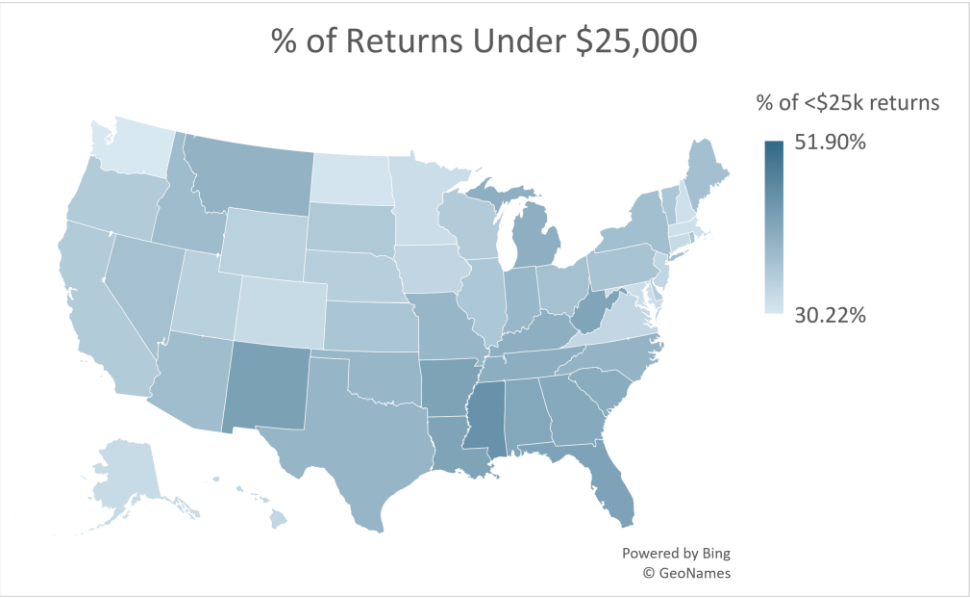 % of Returns Under $25,000
% of <$25k returns
51.90%
30.22%
Powered by Bing
© GeoNames